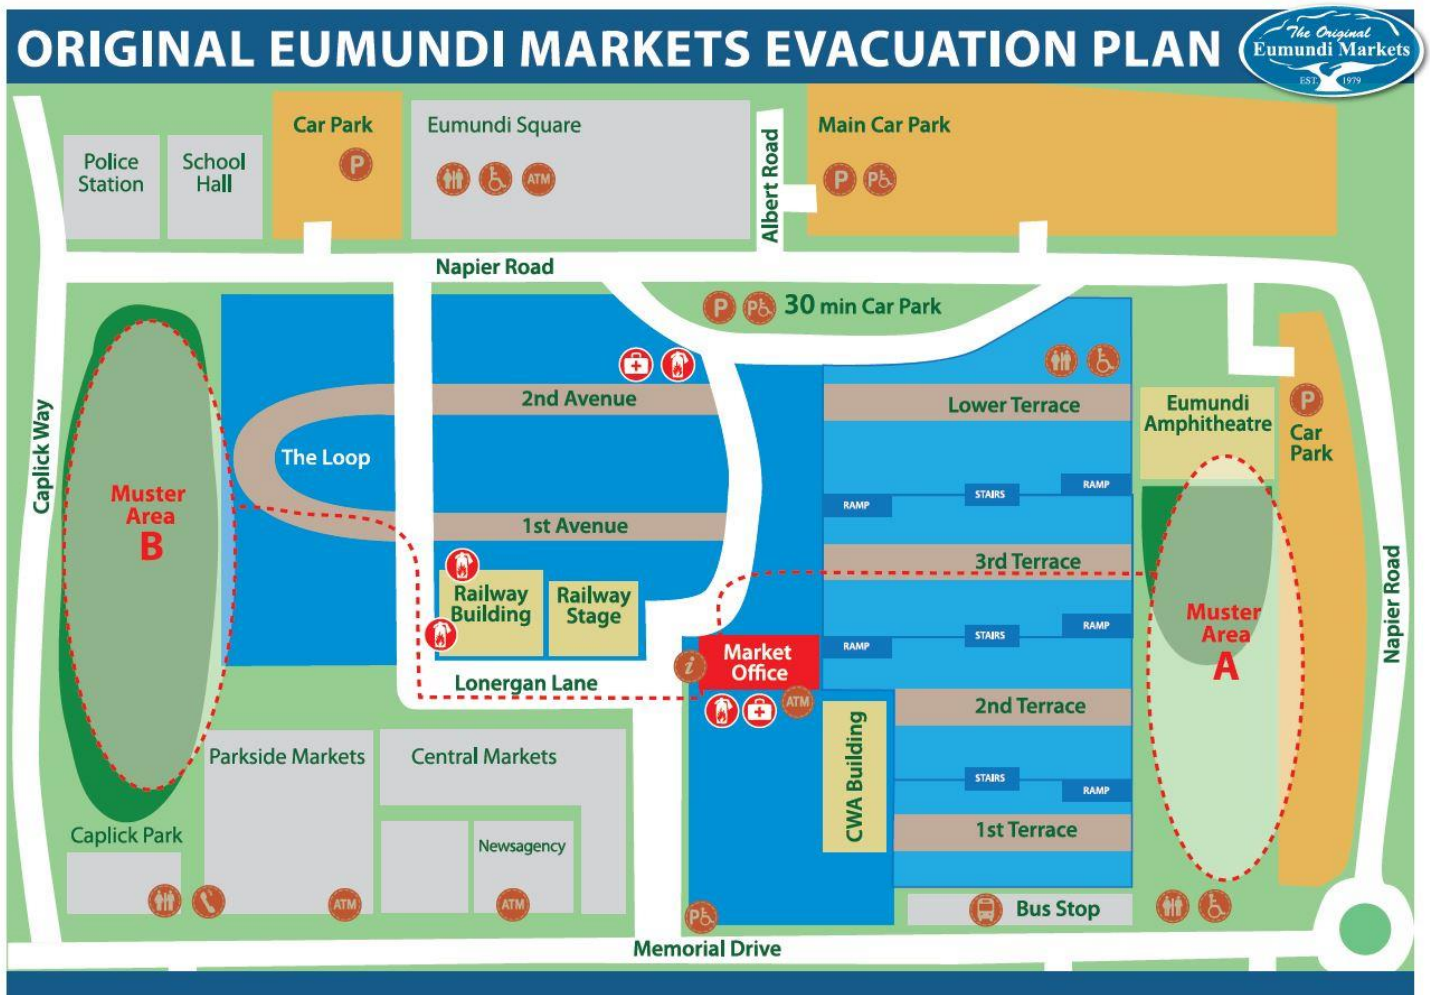 ORIGINAL EUMUNDI MARKETS EVACUATION PLAN
The Original
Eumundi Markets
EST. 1979
Police
Station
School
Hall
Car Park
P
Eumundi Square
ATM
Albert Road
Main Car Park
P
P
Napier Road
P
P
30 min Car Park
Caplick Way
Muster
Area
B
The Loop
2nd Avenue
1st Avenue
Railway
Building
Railway
Stage
Lonergan Lane
Lower Terrace
RAMP
STAIRS
RAMP
3rd Terrace
RAMP
STAIRS
RAMP
Market
Office
i
ATM
2nd Terrace
STAIRS
RAMP
1st Terrace
CWA Building
Eumundi
Amphitheatre
P
Car
Park
Muster
Area
A
Napier Road
Parkside Markets
Central Markets
Caplick Park
Newsagency
ATM
ATM
P
Bus Stop
Memorial Drive